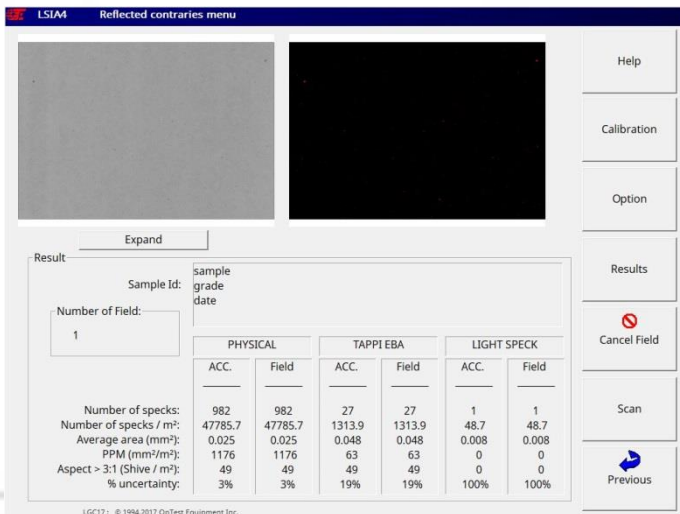 LSIA4 Reflected contraries menu
Help
Calibration
Option
Expand
Results
Result
Sample Id:
sample
grade
date
Number of Field:
1
Cancel Field
PHYSICAL TAPPI EBA LIGHT SPECK
ACC. Field ACC. Field ACC. Field
Scan
Number of specks: 982 982 27 27 1 1
Number of specks / m²: 47785.7 47785.7 1313.9 1313.9 48.7 48.7
Average area (mm²): 0.025 0.025 0.048 0.048 0.008 0.008
PPM (mm²/m²): 1176 1176 63 63 0 0
Aspect > 3:1 (Shive / m²): 49 49 49 49 0 0
% uncertainty: 3% 3% 19% 19% 100% 100%
Previous
LGC17 : © 1994,2017 OpTest Equipment Inc.